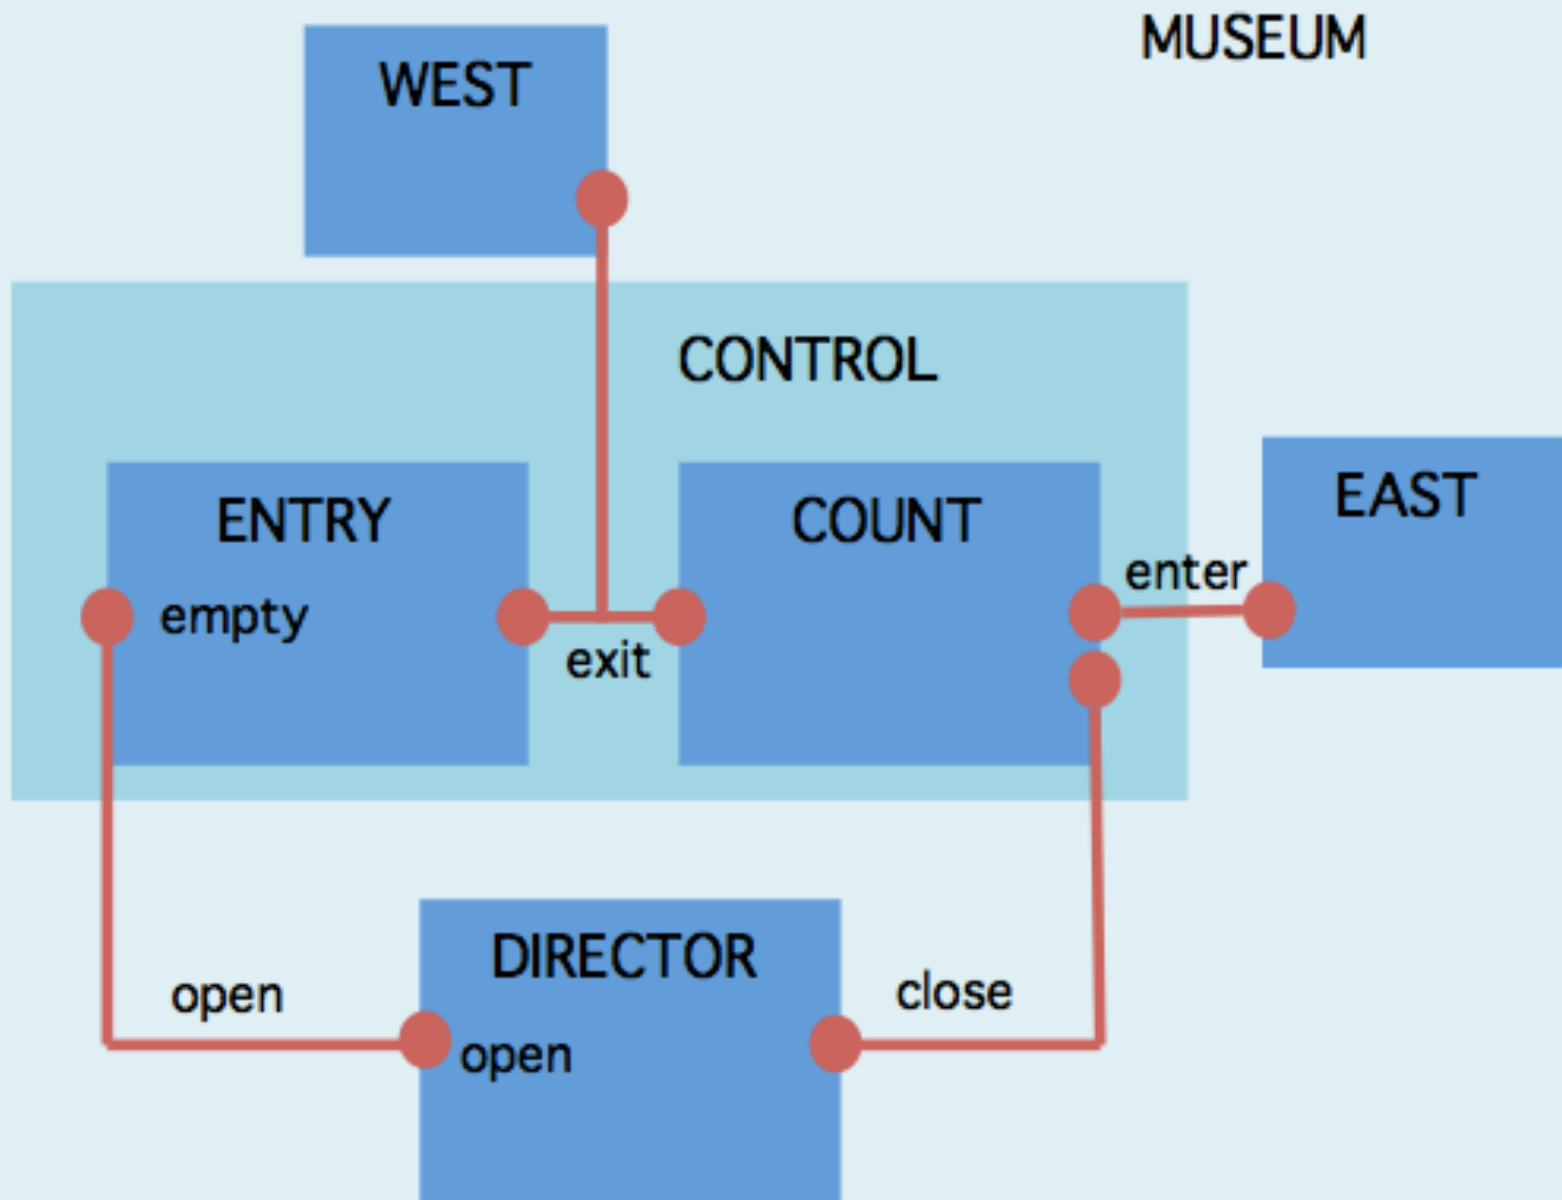 MUSEUM
WEST
CONTROL
EAST
ENTRY
COUNT
enter
empty
exit
DIRECTOR
open
close
open